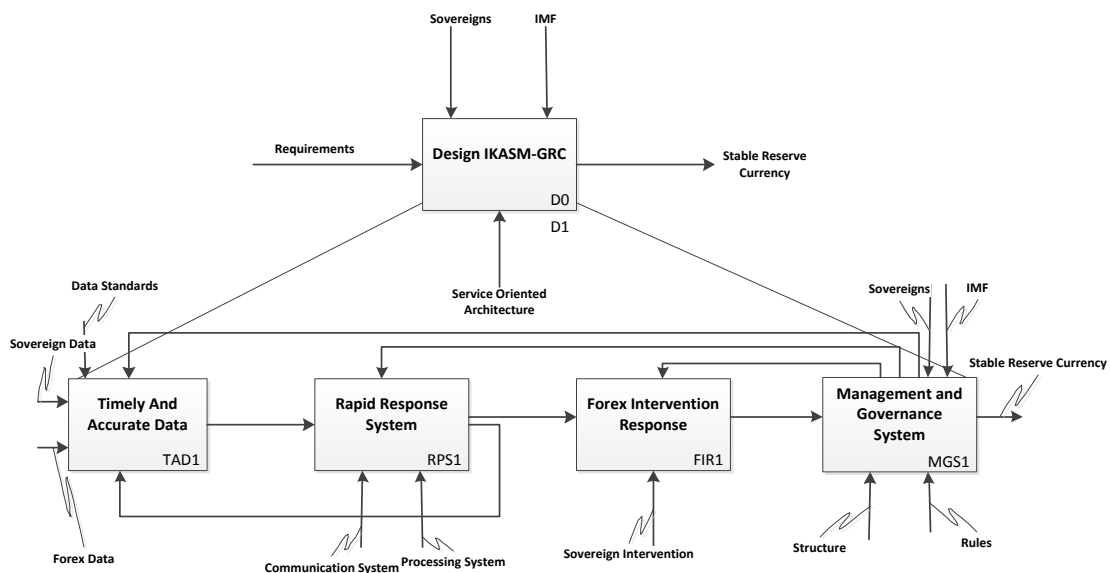 Sovereigns
IMF
Requirements
Design IKASM-GRC
D0
Stable Reserve
Currency
D1
Service Oriented
Architecture
Data Standards
Sovereign Data
Sovereigns
IMF
Stable Reserve Currency
Timely And
Accurate Data
TAD1
Rapid Response
System
RPS1
Forex Intervention
Response
FIR1
Management and
Governance
System
MGS1
Forex Data
Communication System
Processing System
Sovereign Intervention
Structure
Rules